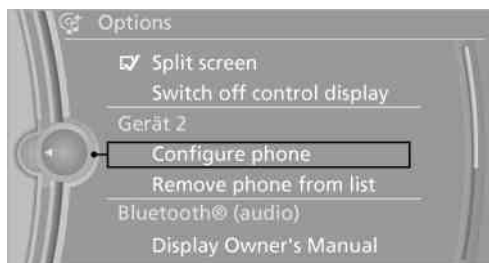 Options
Split screen
Switch off control display
Gerät 2
Configure phone
Remove phone from list
Bluetooth® (audio)
Display Owner's Manual